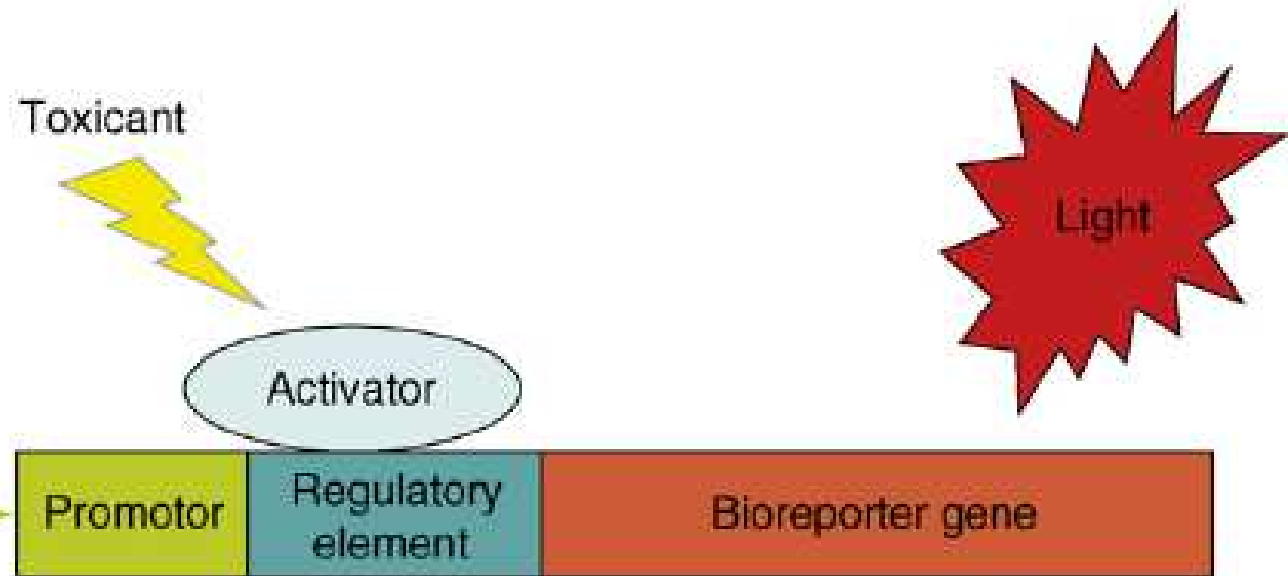 Toxicant
Light
Activator
Promotor
Regulatory
element
Bioreporter gene